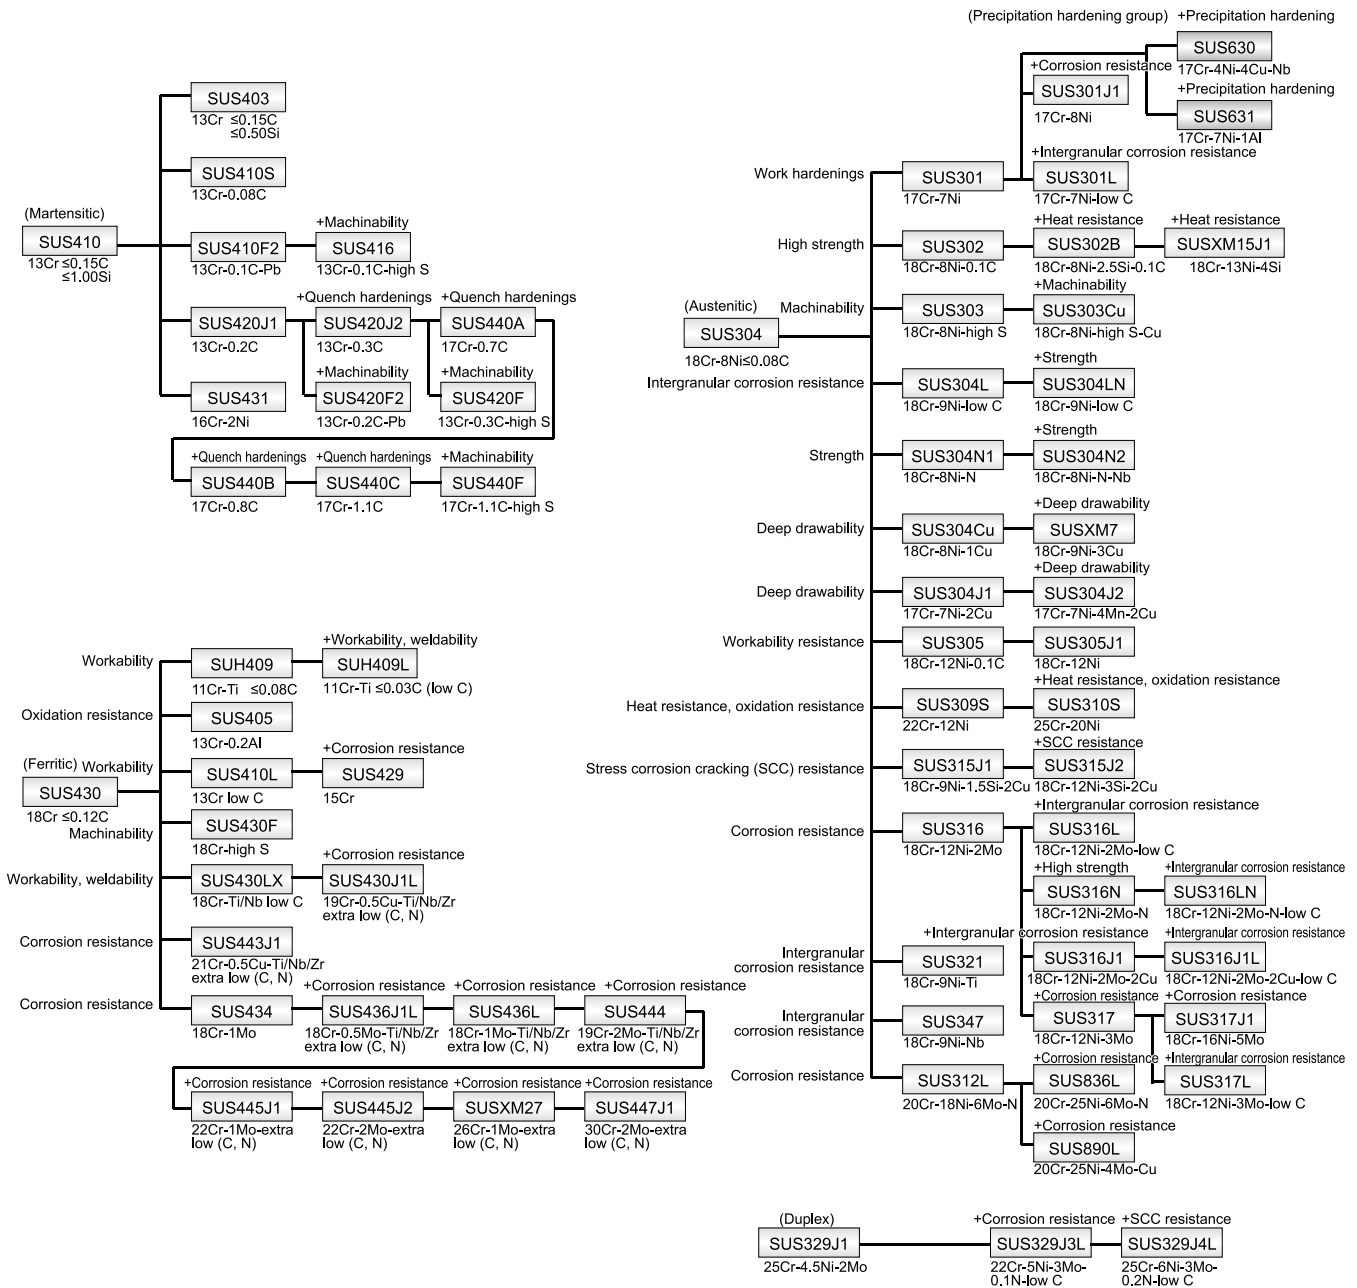 (Martensitic)
SUS410
13Cr ≤0.15C
≤1.00Si
SUS403
13Cr ≤0.15C
≤0.50Si
SUS410S
13Cr-0.08C
SUS410F2
13Cr-0.1C-Pb
+Machinability
SUS416
13Cr-0.1C-high S
SUS420J1
13Cr-0.2C
+Quench hardenings
SUS420J2
13Cr-0.3C
+Quench hardenings
SUS440A
17Cr-0.7C
+Machinability
SUS420F2
13Cr-0.2C-Pb
+Machinability
SUS420F
13Cr-0.3C-high S
SUS431
16Cr-2Ni
+Quench hardenings
SUS440B
17Cr-0.8C
+Quench hardenings
SUS440C
17Cr-1.1C
+Machinability
SUS440F
17Cr-1.1C-high S
(Ferritic)
SUS430
18Cr ≤0.12C
Workability
SUH409
11Cr-Ti ≤0.08C
+Workability, weldability
SUH409L
11Cr-Ti ≤0.03C (low C)
Oxidation resistance
SUS405
13Cr-0.2Al
Workability
SUS410L
13Cr low C
+Corrosion resistance
SUS429
15Cr
Machinability
SUS430F
18Cr-high S
Workability, weldability
SUS430LX
18Cr-Ti/Nb low C
+Corrosion resistance
SUS430J1L
19Cr-0.5Cu-Ti/Nb/Zr
extra low (C, N)
Corrosion resistance
SUS443J1
21Cr-0.5Cu-Ti/Nb/Zr
extra low (C, N)
Corrosion resistance
SUS434
18Cr-1Mo
+Corrosion resistance
SUS436J1L
18Cr-0.5Mo-Ti/Nb/Zr
extra low (C, N)
+Corrosion resistance
SUS436L
18Cr-1Mo-Ti/Nb/Zr
extra low (C, N)
+Corrosion resistance
SUS444
19Cr-2Mo-Ti/Nb/Zr
extra low (C, N)
+Corrosion resistance
SUS445J1
22Cr-1Mo-extra
low (C, N)
+Corrosion resistance
SUS445J2
22Cr-2Mo-extra
low (C, N)
+Corrosion resistance
SUSXM27
26Cr-1Mo-extra
low (C, N)
+Corrosion resistance
SUS447J1
30Cr-2Mo-extra
low (C, N)
(Austenitic)
SUS304
18Cr-8Ni≤0.08C
(Precipitation hardening group)
+Precipitation hardening
SUS630
17Cr-4Ni-4Cu-Nb
+Precipitation hardening
SUS631
17Cr-7Ni-1Al
+Corrosion resistance
SUS301J1
17Cr-8Ni
Work hardenings
SUS301
17Cr-7Ni
+Intergranular corrosion resistance
SUS301L
17Cr-7Ni-low C
High strength
SUS302
18Cr-8Ni-0.1C
+Heat resistance
SUS302B
18Cr-8Ni-2.5Si-0.1C
+Heat resistance
SUSXM15J1
18Cr-13Ni-4Si
Machinability
SUS303
18Cr-8Ni-high S
+Machinability
SUS303Cu
18Cr-8Ni-high S-Cu
Intergranular corrosion resistance
SUS304L
18Cr-9Ni-low C
+Strength
SUS304LN
18Cr-9Ni-low C
Strength
SUS304N1
18Cr-8Ni-N
+Strength
SUS304N2
18Cr-8Ni-N-Nb
Deep drawability
SUS304Cu
18Cr-8Ni-1Cu
+Deep drawability
SUSXM7
18Cr-9Ni-3Cu
Deep drawability
SUS304J1
17Cr-7Ni-2Cu
+Deep drawability
SUS304J2
17Cr-7Ni-4Mn-2Cu
Workability resistance
SUS305
18Cr-12Ni-0.1C
SUS305J1
18Cr-12Ni
Heat resistance, oxidation resistance
SUS309S
22Cr-12Ni
+Heat resistance, oxidation resistance
SUS310S
25Cr-20Ni
Stress corrosion cracking (SCC) resistance
SUS315J1
18Cr-9Ni-1.5Si-2Cu
+SCC resistance
SUS315J2
18Cr-12Ni-3Si-2Cu
Corrosion resistance
SUS316
18Cr-12Ni-2Mo
+Intergranular corrosion resistance
SUS316L
18Cr-12Ni-2Mo-low C
+High strength
SUS316N
18Cr-12Ni-2Mo-N
+Intergranular corrosion resistance
SUS316LN
18Cr-12Ni-2Mo-N-low C
+Intergranular corrosion resistance
SUS316J1
18Cr-12Ni-2Mo-2Cu
+Intergranular corrosion resistance
SUS316J1L
18Cr-12Ni-2Mo-2Cu-low C
+Corrosion resistance
SUS317
18Cr-12Ni-3Mo
+Corrosion resistance
SUS317J1
18Cr-16Ni-5Mo
+Intergranular corrosion resistance
SUS317L
18Cr-12Ni-3Mo-low C
Intergranular
corrosion resistance
SUS321
18Cr-9Ni-Ti
Intergranular
corrosion resistance
SUS347
18Cr-9Ni-Nb
Corrosion resistance
SUS312L
20Cr-18Ni-6Mo-N
+Corrosion resistance
SUS836L
20Cr-25Ni-6Mo-N
+Corrosion resistance
SUS890L
20Cr-25Ni-4Mo-Cu
(Duplex)
SUS329J1
25Cr-4.5Ni-2Mo
+Corrosion resistance
SUS329J3L
22Cr-5Ni-3Mo-
0.1N-low C
+SCC resistance
SUS329J4L
25Cr-6Ni-3Mo-
0.2N-low C